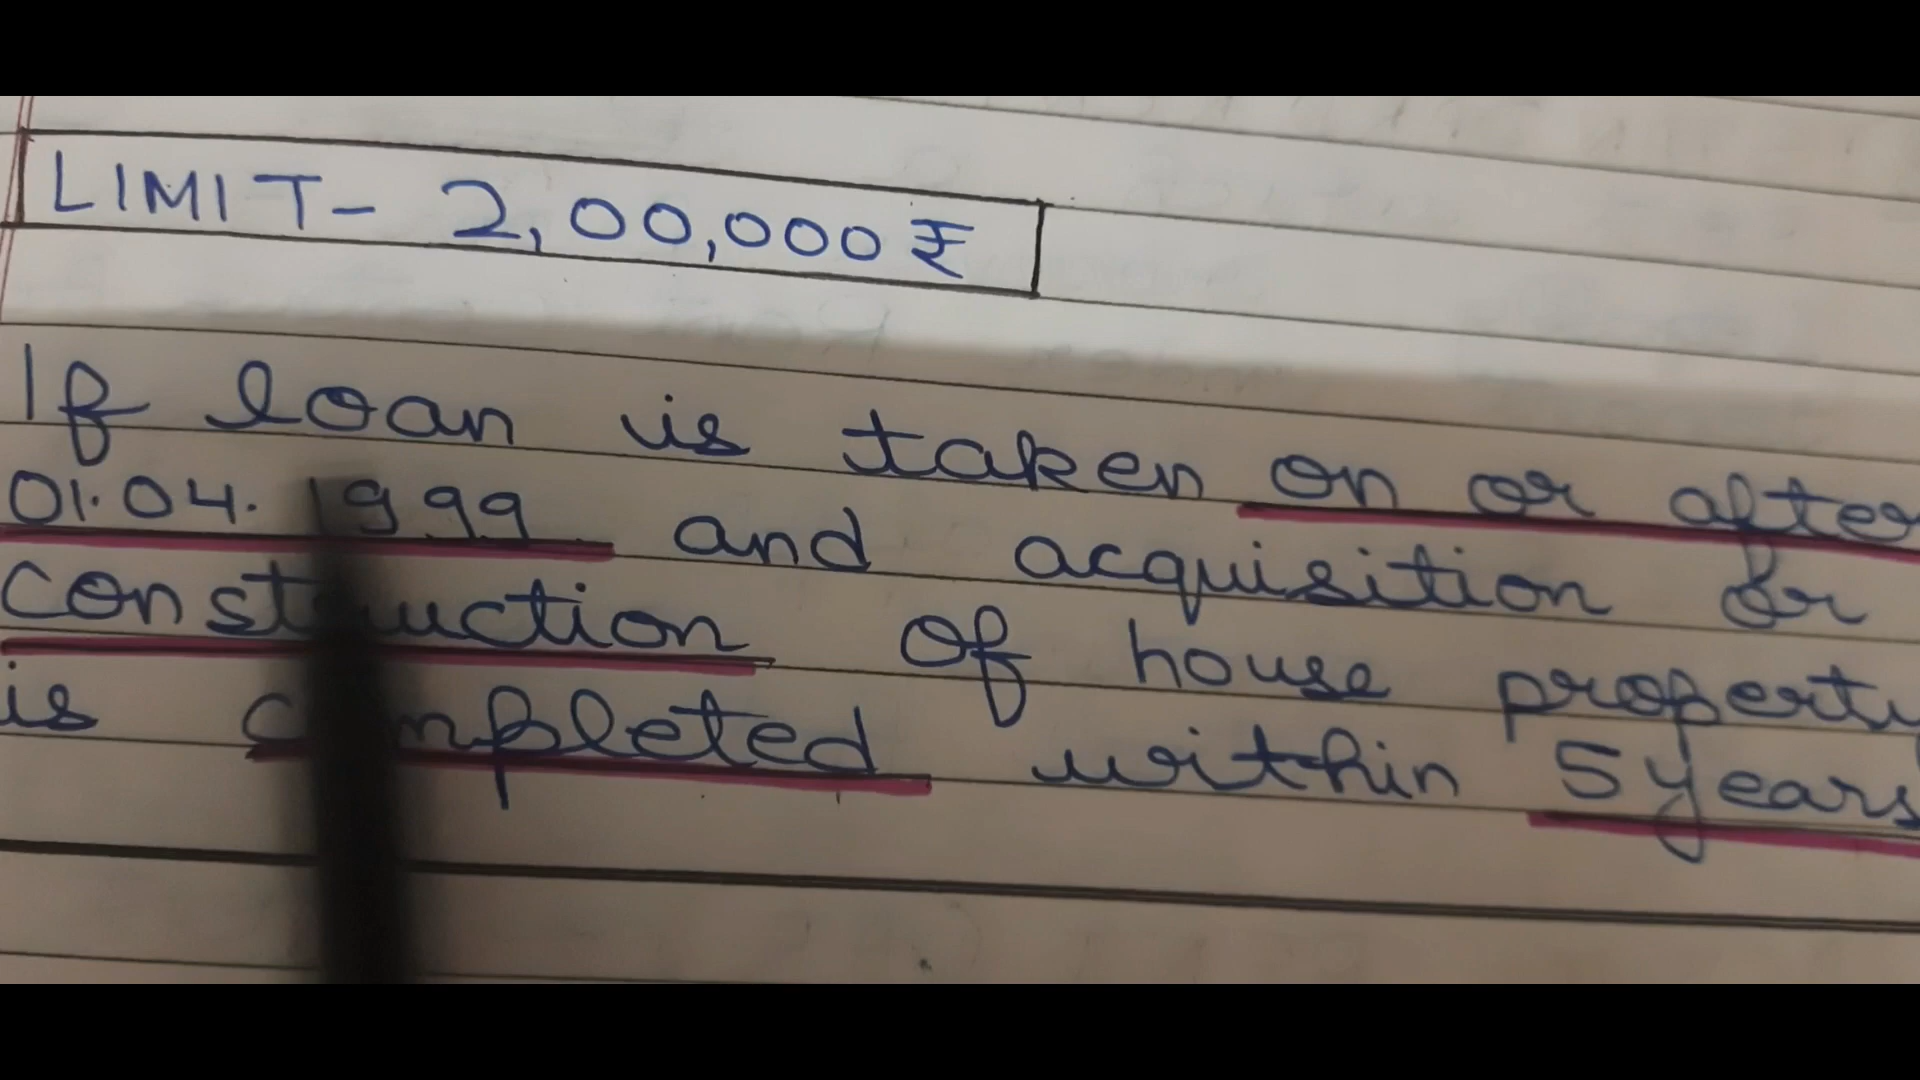 LIMIT- 2,00,000 ₹
If loan is taken on or after
01.04.1999 and acquisition or
construction of house property
is completed within 5 years